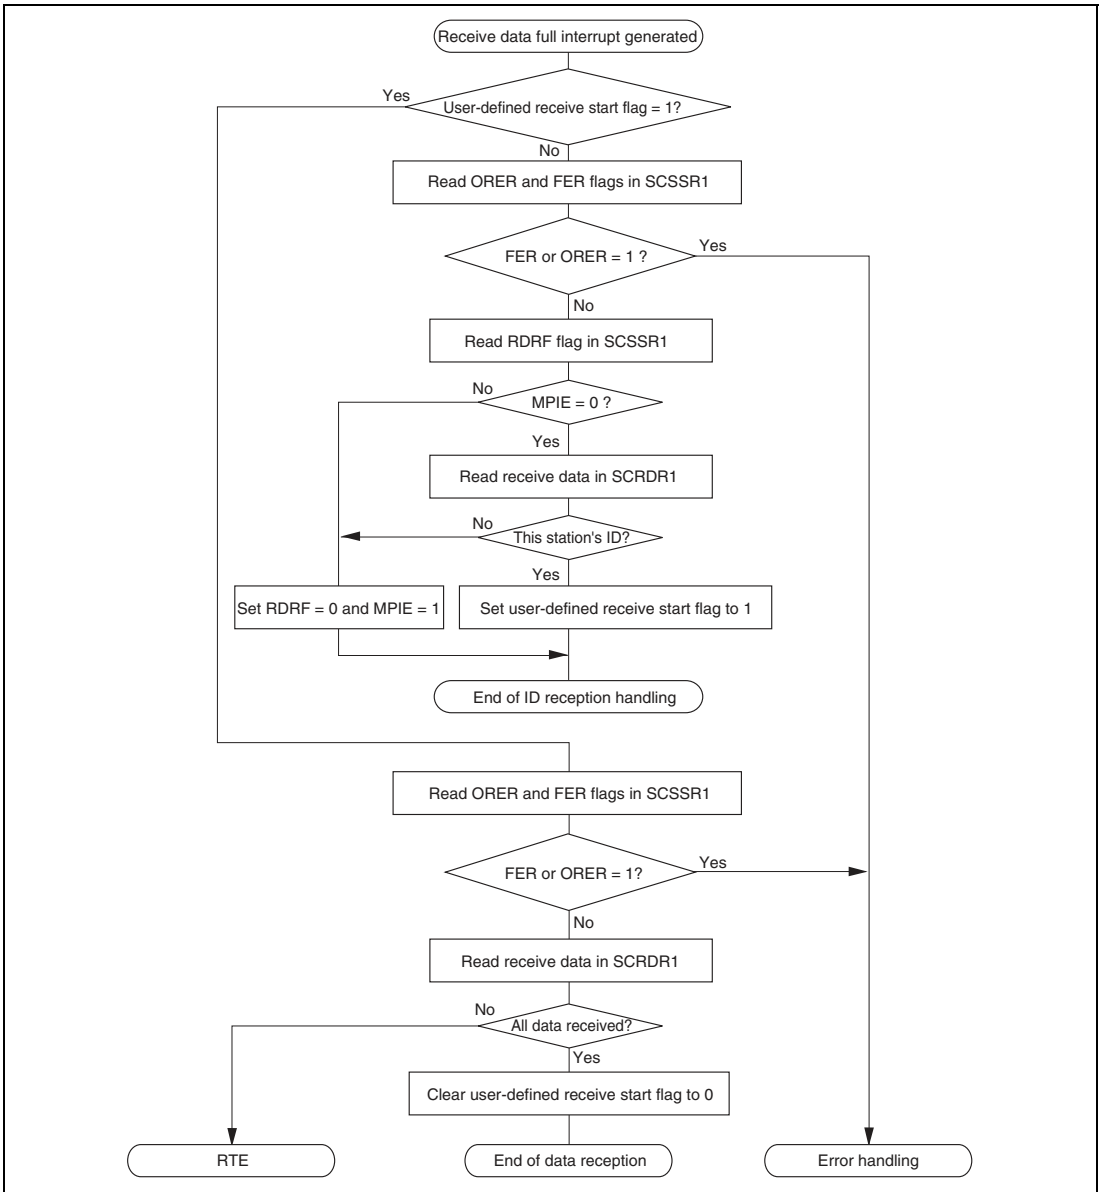 Receive data full interrupt generated
Yes
User-defined receive start flag = 1?
No
Read ORER and FER flags in SCSSR1
Yes
FER or ORER = 1 ?
No
Read RDRF flag in SCSSR1
No
MPIE = 0 ?
Yes
Read receive data in SCRDR1
No
This station's ID?
Yes
Set RDRF = 0 and MPIE = 1
Set user-defined receive start flag to 1
End of ID reception handling
Read ORER and FER flags in SCSSR1
Yes
FER or ORER = 1?
No
Read receive data in SCRDR1
No
All data received?
Yes
Clear user-defined receive start flag to 0
RTE
End of data reception
Error handling